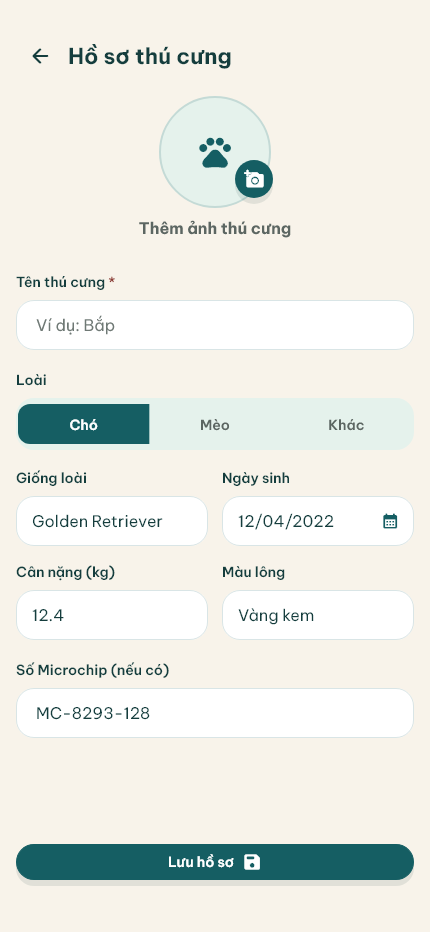 Hồ sơ thú cưng
Thêm ảnh thú cưng
Tên thú cưng *
Ví dụ: Bắp
Loài
Chó Mèo Khác
Giống loài Ngày sinh
Golden Retriever 12/04/2022
Cân nặng (kg) Màu lông
12.4 Vàng kem
Số Microchip (nếu có)
MC-8293-128
Lưu hồ sơ